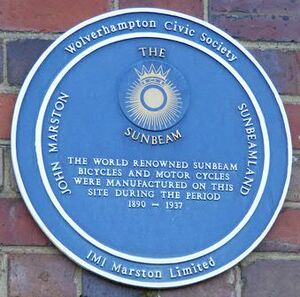 Wolverhampton Civic Society
THE
SUNBEAM
JOHN MARSTON
SUNBEAMLAND
THE WORLD RENOWNED SUNBEAM
BICYCLES AND MOTOR CYCLES
WERE MANUFACTURED ON THIS
SITE DURING THE PERIOD
1890 — 1937
IMI Marston Limited